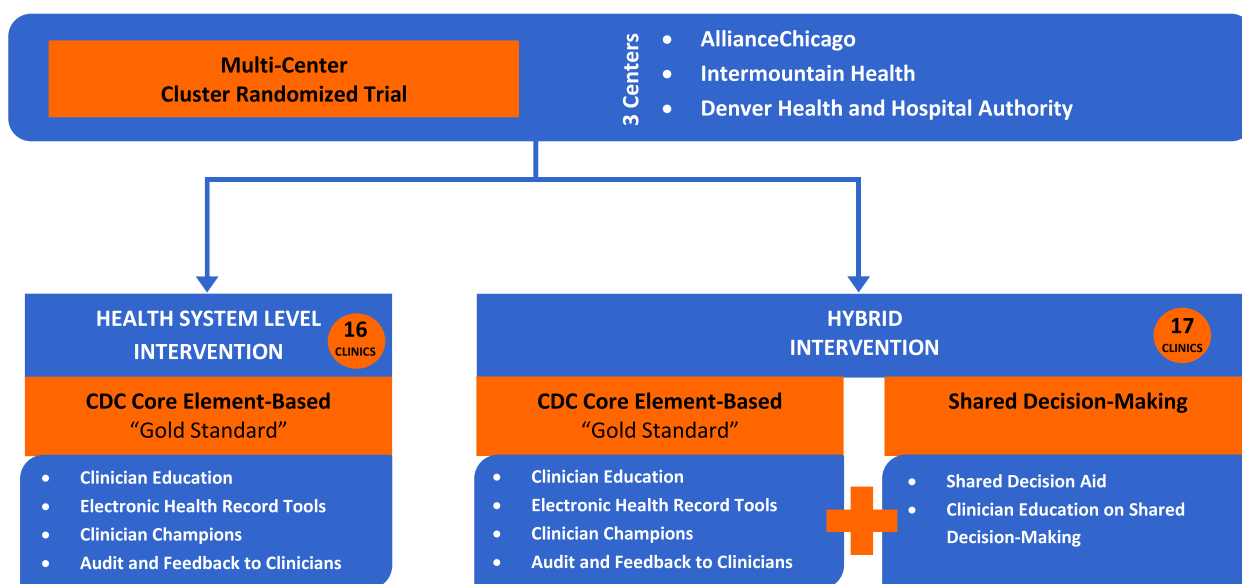 Multi-Center
Cluster Randomized Trial
3 Centers
• AllianceChicago
• Intermountain Health
• Denver Health and Hospital Authority
HEALTH SYSTEM LEVEL
INTERVENTION
16
CLINICS
CDC Core Element-Based
“Gold Standard”
• Clinician Education
• Electronic Health Record Tools
• Clinician Champions
• Audit and Feedback to Clinicians
HYBRID
INTERVENTION
17
CLINICS
CDC Core Element-Based
“Gold Standard”
• Clinician Education
• Electronic Health Record Tools
• Clinician Champions
• Audit and Feedback to Clinicians
Shared Decision-Making
• Shared Decision Aid
• Clinician Education on Shared
Decision-Making